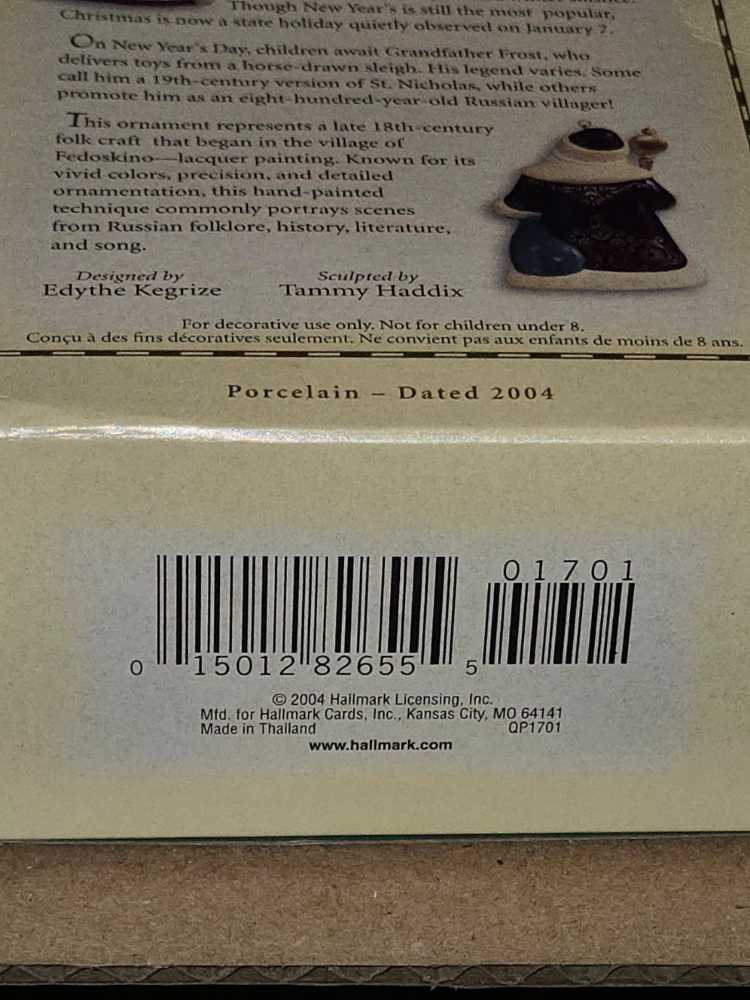 Though New Year's is still the most popular,
Christmas is now a state holiday quietly observed on January 7.
On New Year's Day, children await Grandfather Frost, who
delivers toys from a horse-drawn sleigh. His legend varies. Some
call him a 19th-century version of St. Nicholas, while others
promote him as an eight-hundred-year-old Russian villager!
This ornament represents a late 18th-century
folk craft that began in the village of
Fedoskino—lacquer painting. Known for its
vivid colors, precision, and detailed
ornamentation, this hand-painted
technique commonly portrays scenes
from Russian folklore, history, literature,
and song.
Designed by Sculpted by
Edythe Kegrize Tammy Haddix
For decorative use only. Not for children under 8.
Conçu à des fins décoratives seulement. Ne convient pas aux enfants de moins de 8 ans.
Porcelain – Dated 2004
01701
0 15012 82655 5
© 2004 Hallmark Licensing, Inc.
Mfd. for Hallmark Cards, Inc., Kansas City, MO 64141
Made in Thailand QP1701
www.hallmark.com